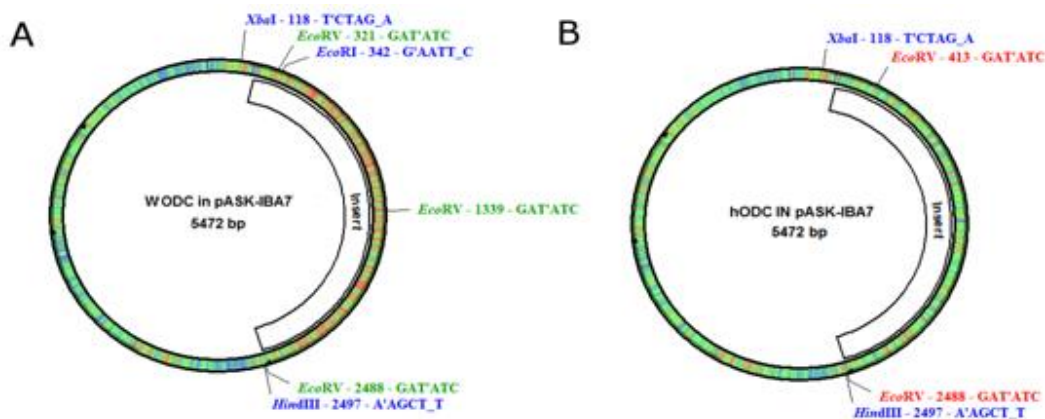 A
XbaI - 118 - T'CTAG_A
EcoRV - 321 - GAT'ATC
EcoRI - 342 - G'AATT_C
WODC in pASK-IBA7
5472 bp
Insert
EcoRV - 1339 - GAT'ATC
EcoRV - 2488 - GAT'ATC
HindIII - 2497 - A'AGCT_T
B
XbaI - 118 - T'CTAG_A
EcoRV - 413 - GAT'ATC
hODC IN pASK-IBA7
5472 bp
Insert
EcoRV - 2488 - GAT'ATC
HindIII - 2497 - A'AGCT_T